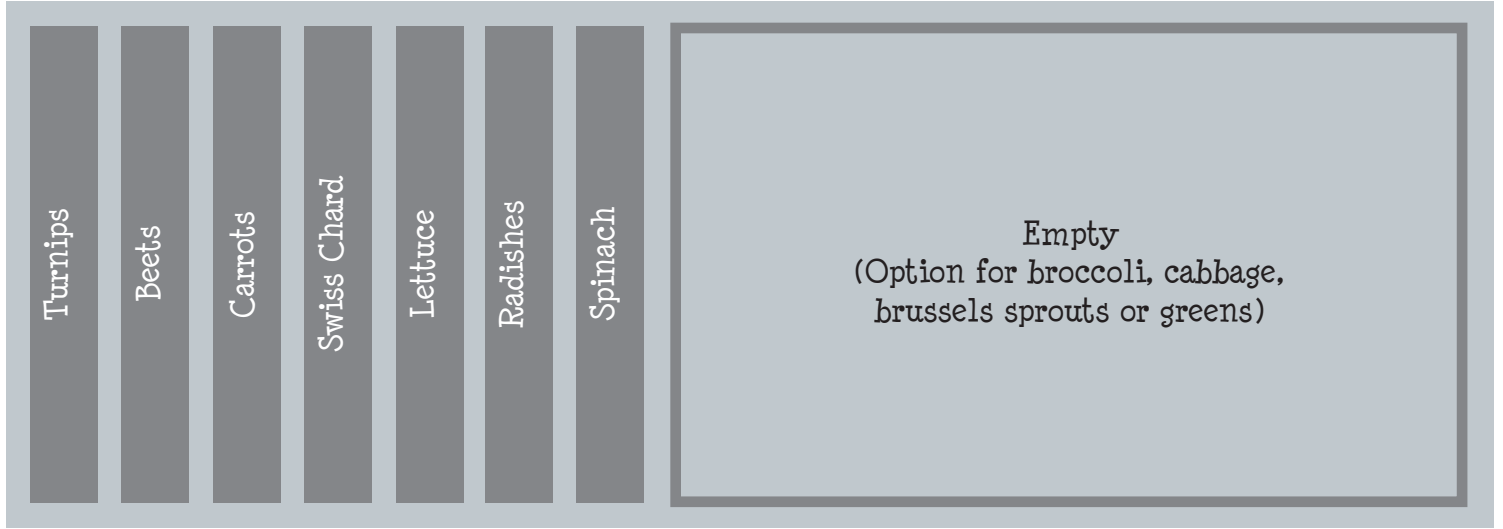 Turnips
Beets
Carrots
Swiss Chard
Lettuce
Radishes
Spinach
Empty
(Option for broccoli, cabbage,
brussels sprouts or greens)